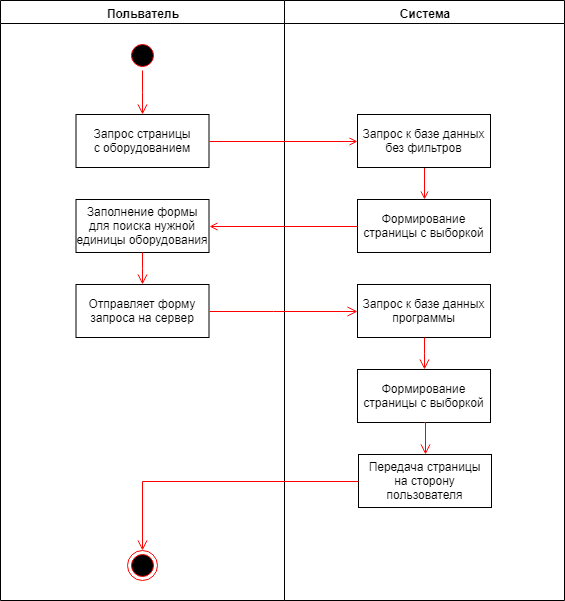 Пользватель
Система
Запрос страницы
с оборудованием
Запрос к базе данных
без фильтров
Заполнение формы
для поиска нужной
единицы оборудования
Формирование
страницы с выборкой
Отправляет форму
запроса на сервер
Запрос к базе данных
программы
Формирование
страницы с выборкой
Передача страницы
на сторону
пользователя